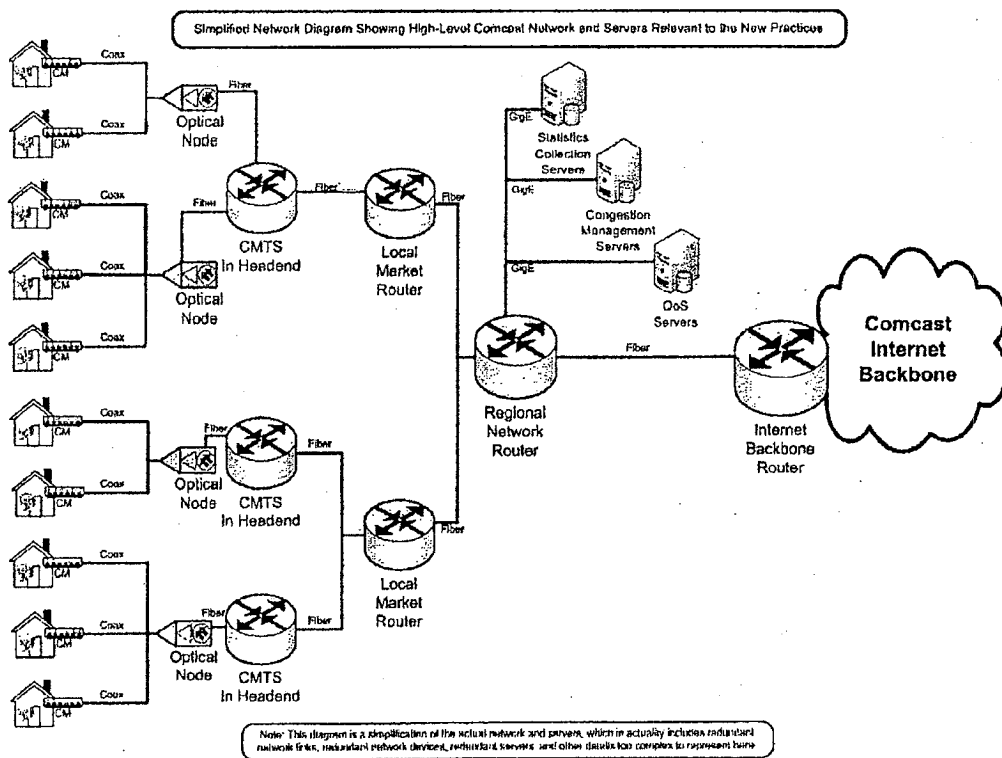 Simplified Network Diagram Showing High-Level Comcast Network and Servers Relevant to the New Practices
Coax
CM
Coax
CM
Fiber
Optical
Node
Coax
CM
Coax
CM
Coax
CM
Fiber
Optical
Node
CMTS
In Headend
Fiber
Local
Market
Router
Fiber
GigE
Statistics
Collection
Servers
GigE
Congestion
Management
Servers
GigE
QoS
Servers
Coax
CM
Coax
CM
Fiber
Optical
Node
CMTS
In Headend
Fiber
Coax
CM
Coax
CM
Coax
CM
Fiber
Optical
Node
CMTS
In Headend
Fiber
Local
Market
Router
Fiber
Regional
Network
Router
Fiber
Internet
Backbone
Router
Comcast
Internet
Backbone
Note: This diagram is a simplification of the actual network and servers, which in actuality includes redundant
network links, redundant network devices, redundant servers, and other details too complex to represent here